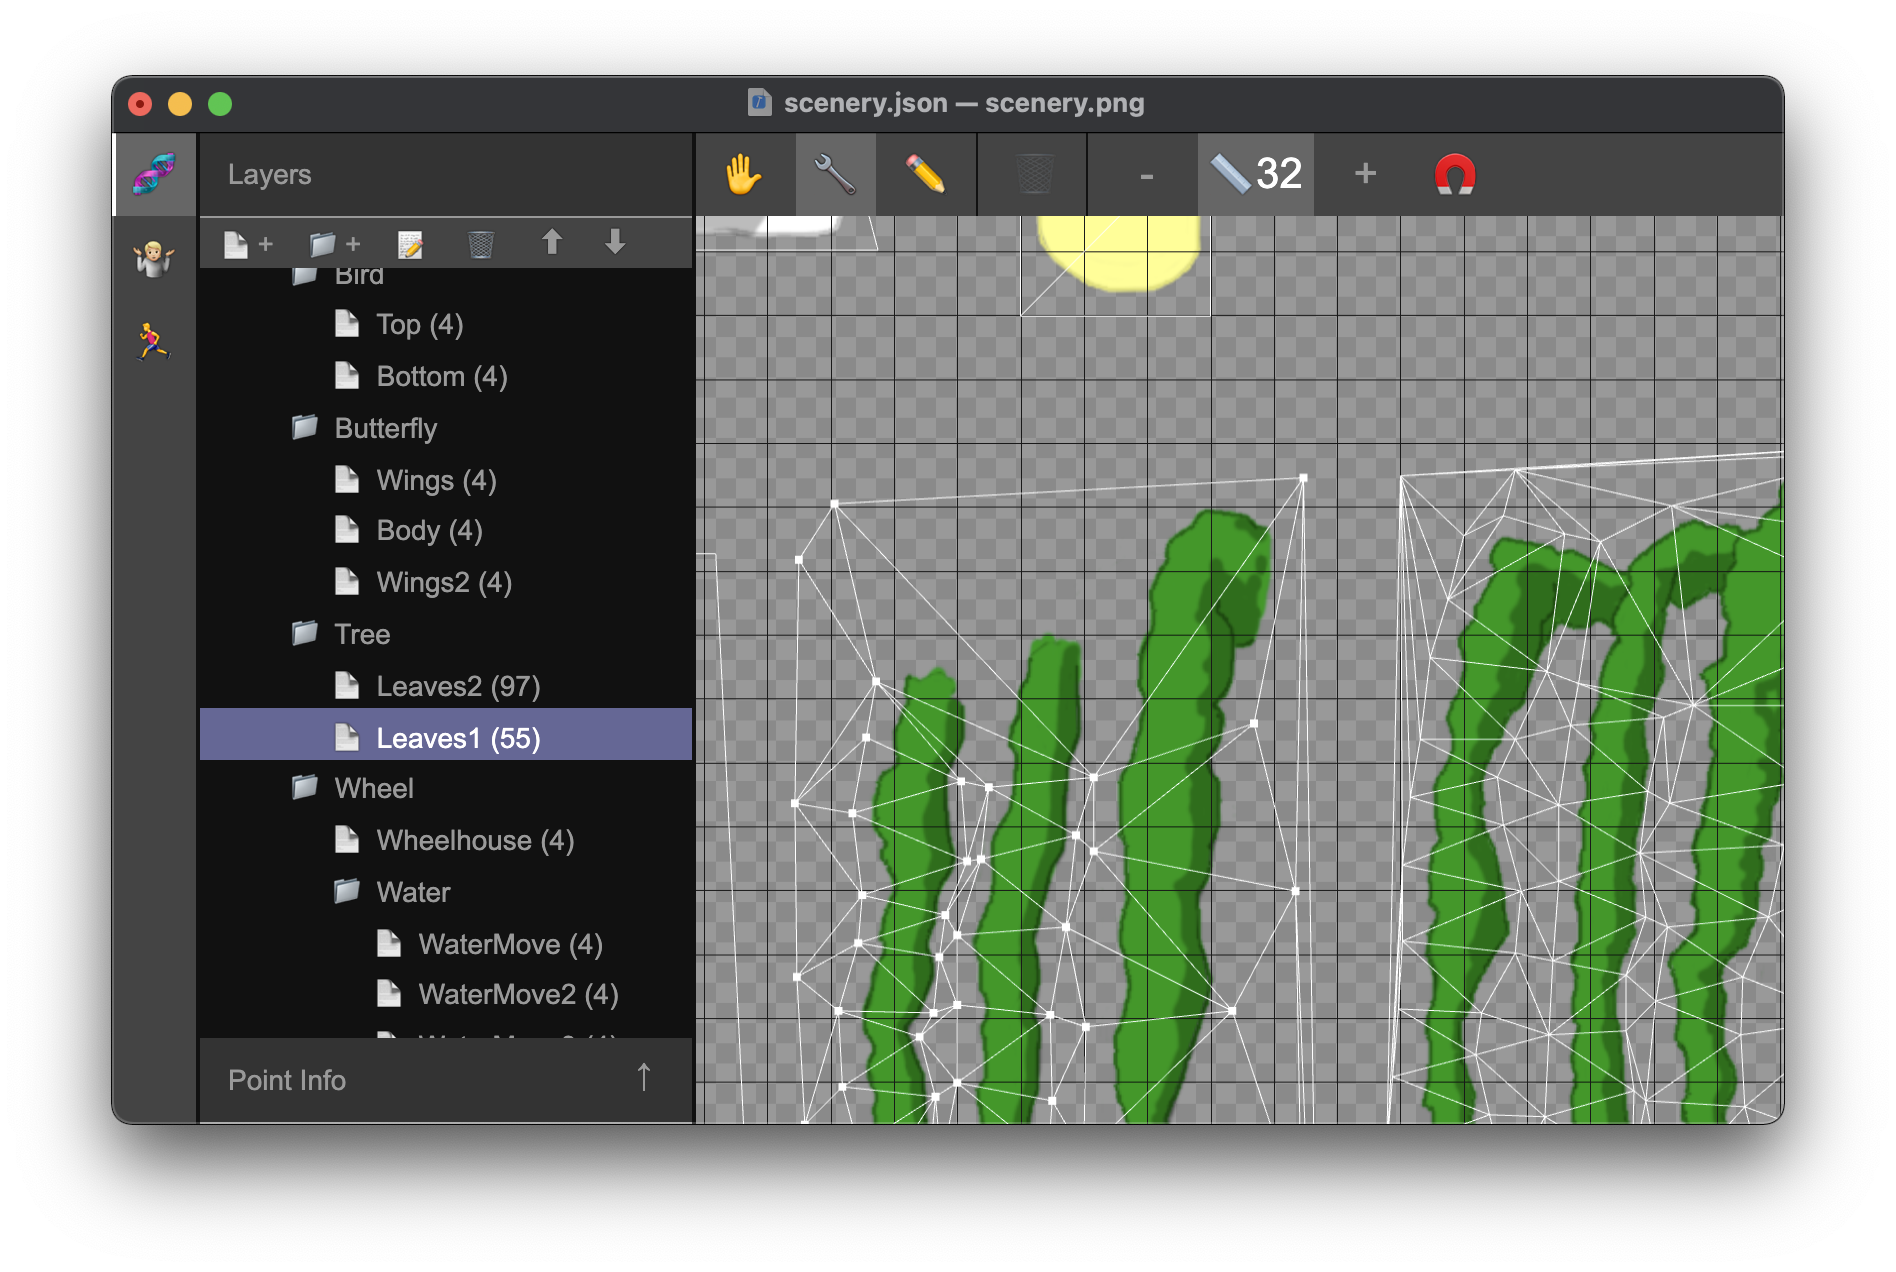 scenery.json — scenery.png
Layers
- 32 +
+ +
Bird
Top (4)
Bottom (4)
Butterfly
Wings (4)
Body (4)
Wings2 (4)
Tree
Leaves2 (97)
Leaves1 (55)
Wheel
Wheelhouse (4)
Water
WaterMove (4)
WaterMove2 (4)
Point Info ↑